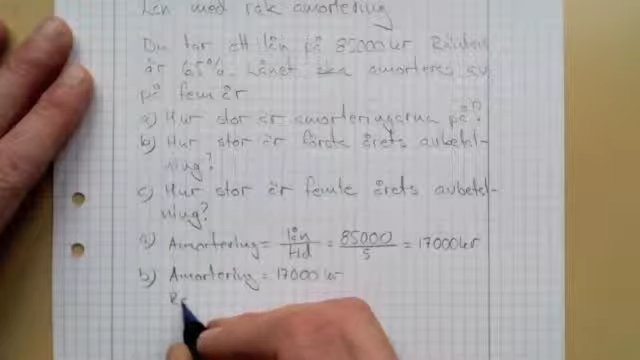 Lån med rak amortering
Du tar ett lån på 85000 kr Räntan
är 6,5%. Lånet ska amorteras av
på fem år
a) Hur stor är amorteringarna på?
b) Hur stor är första årets avbetal-
ning?
c) Hur stor är femte årets avbetal-
ning?
a) Amortering = lån/tid = 85000/5 = 17000 kr
b) Amortering = 17000 kr